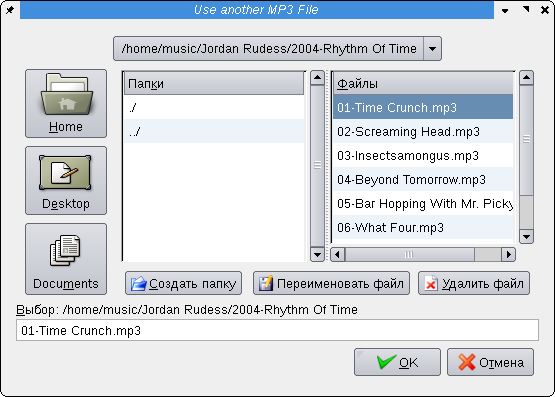 Use another MP3 File
/home/music/Jordan Rudess/2004-Rhythm Of Time
Home
Desktop
Documents
Папки
./
../
Файлы
01-Time Crunch.mp3
02-Screaming Head.mp3
03-Insectsamongus.mp3
04-Beyond Tomorrow.mp3
05-Bar Hopping With Mr. Picky
06-What Four.mp3
Создать папку
Переименовать файл
Удалить файл
Выбор: /home/music/Jordan Rudess/2004-Rhythm Of Time
01-Time Crunch.mp3
OK
Отмена